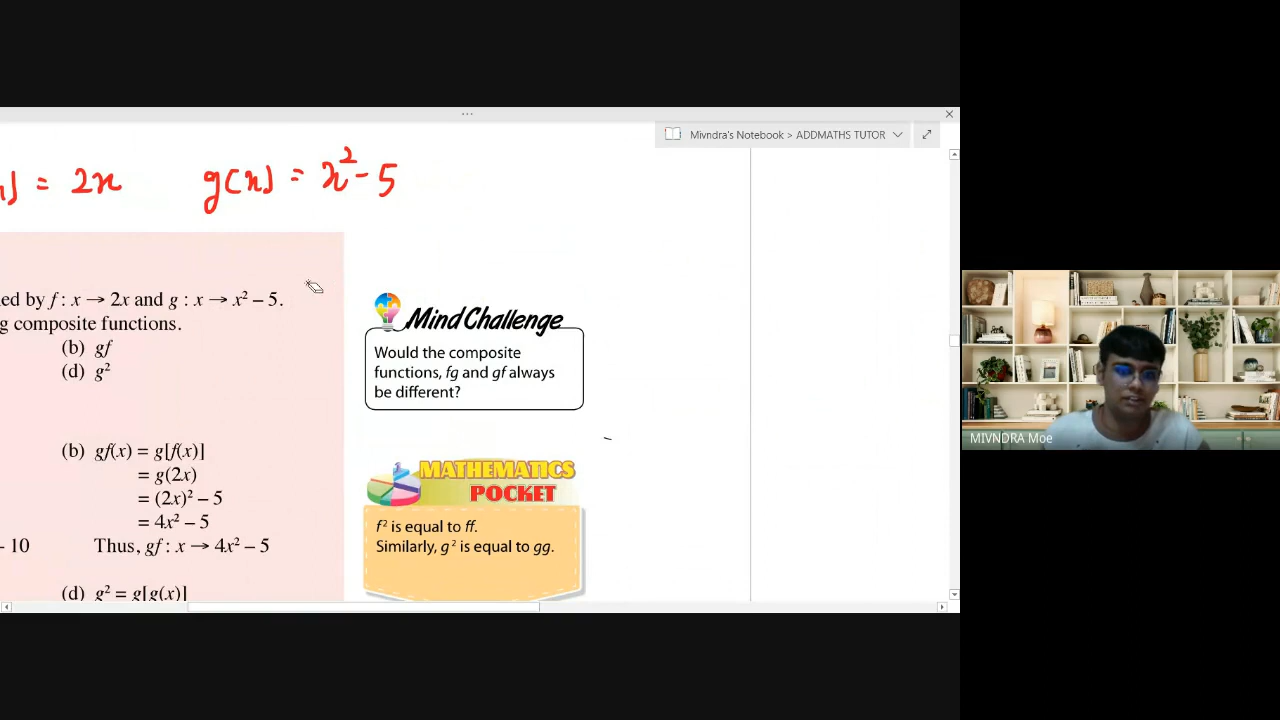 Mivndra's Notebook > ADDMATHS TUTOR
= 2x g(x) = x² - 5
ed by f : x → 2x and g : x → x² – 5.
g composite functions.
(b) gf
(d) g²
Mind Challenge
Would the composite
functions, fg and gf always
be different?
(b) gf(x) = g[f(x)]
= g(2x)
= (2x)² – 5
= 4x² – 5
– 10 Thus, gf : x → 4x² – 5
(d) g² = g[g(x)]
MATHEMATICS
POCKET
f² is equal to ff.
Similarly, g² is equal to gg.
MIVNDRA Moe